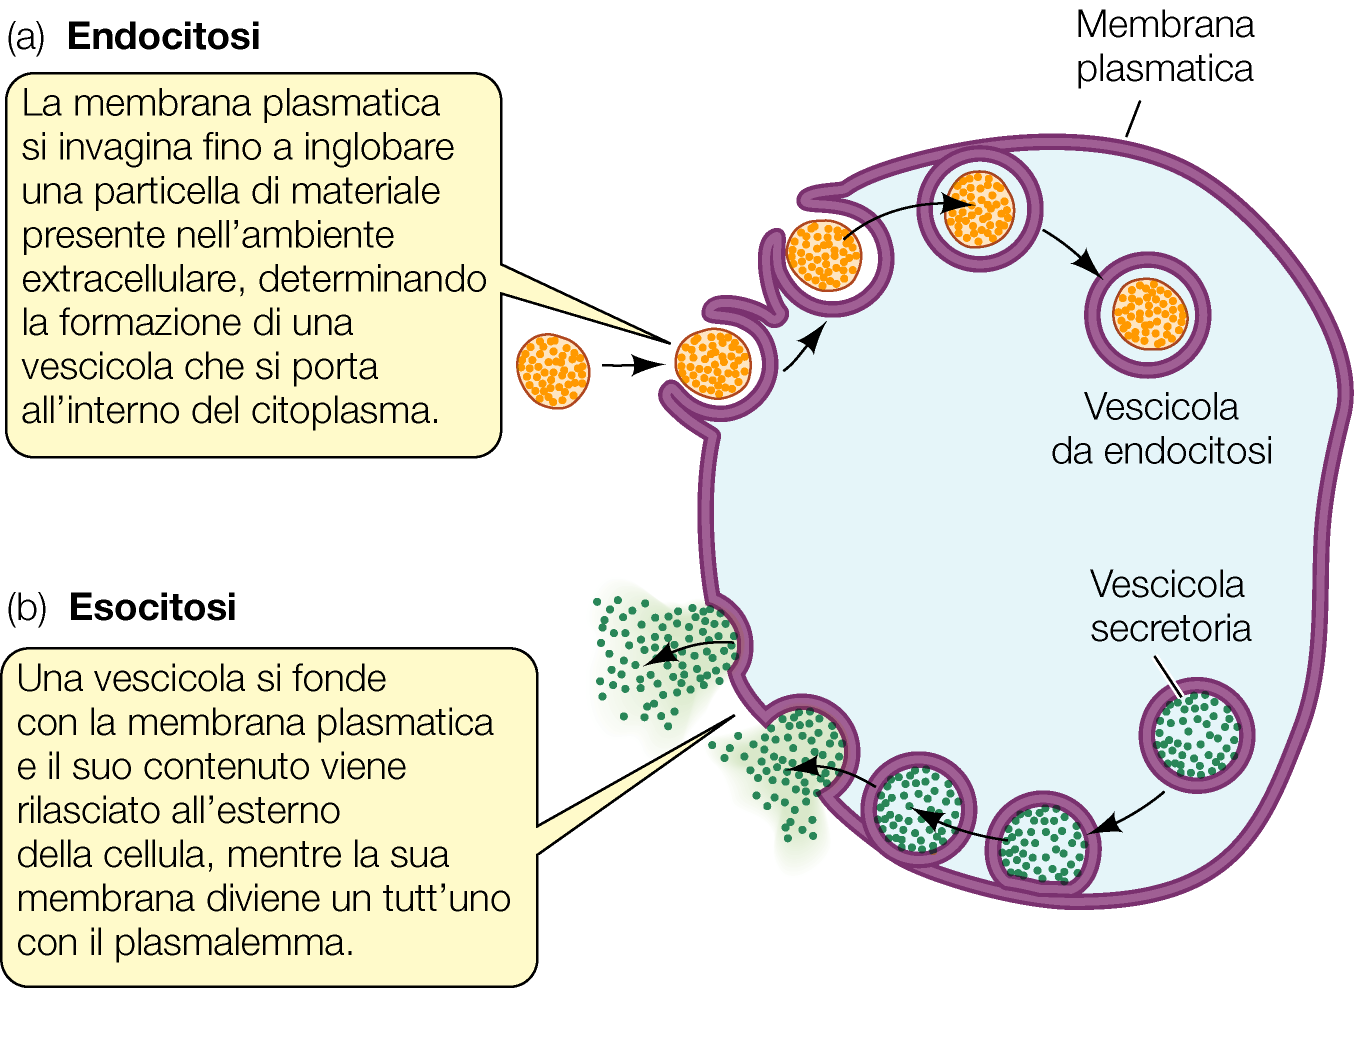 (a) Endocitosi
La membrana plasmatica
si invagina fino a inglobare
una particella di materiale
presente nell’ambiente
extracellulare, determinando
la formazione di una
vescicola che si porta
all’interno del citoplasma.
Membrana
plasmatica
Vescicola
da endocitosi
(b) Esocitosi
Una vescicola si fonde
con la membrana plasmatica
e il suo contenuto viene
rilasciato all’esterno
della cellula, mentre la sua
membrana diviene un tutt’uno
con il plasmalemma.
Vescicola
secretoria